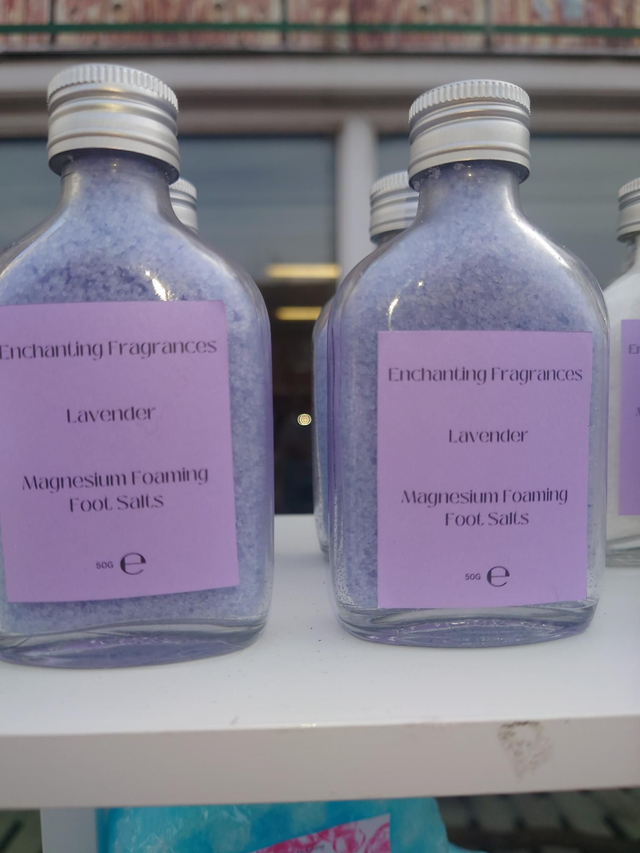 Enchanting Fragrances
Lavender
Magnesium Foaming
Foot Salts
50G ℮
Enchanting Fragrances
Lavender
Magnesium Foaming
Foot Salts
50G ℮